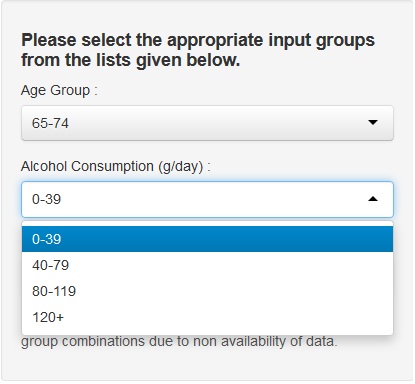 Please select the appropriate input groups
from the lists given below.
Age Group :
65-74
Alcohol Consumption (g/day) :
0-39
0-39
40-79
80-119
120+
group combinations due to non availability of data.